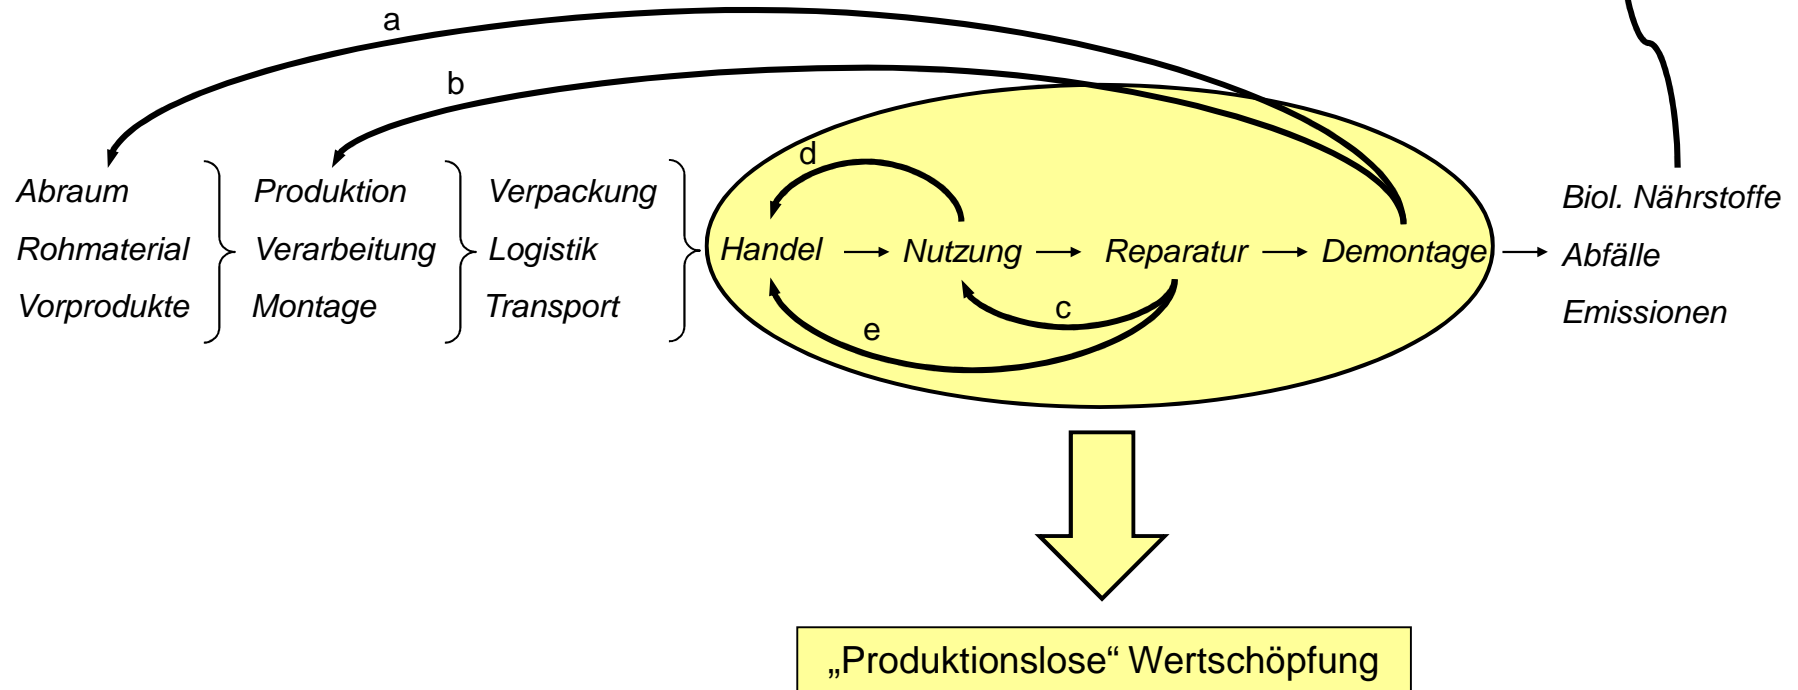 a
b
d
Abraum
Produktion
Verpackung
Biol. Nährstoffe
Rohmaterial
Verarbeitung
Logistik
Handel
Nutzung
Reparatur
Demontage
Abfälle
Vorprodukte
Montage
Transport
c
Emissionen
e
„Produktionslose“ Wertschöpfung